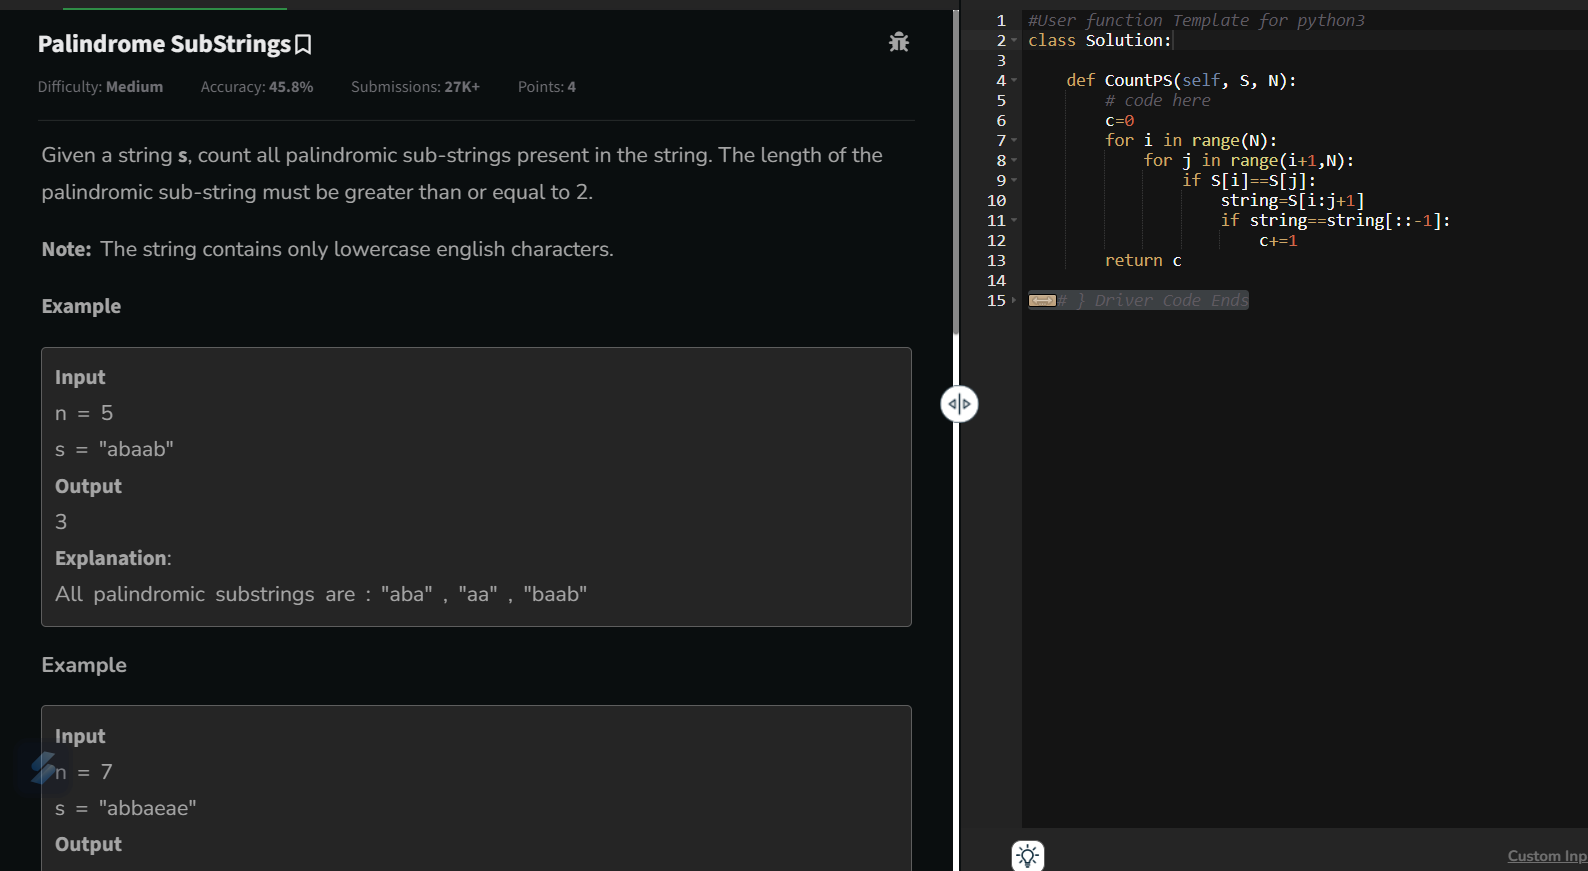 Palindrome SubStrings
Difficulty: Medium Accuracy: 45.8% Submissions: 27K+ Points: 4
Given a string s, count all palindromic sub-strings present in the string. The length of the
palindromic sub-string must be greater than or equal to 2.
Note: The string contains only lowercase english characters.
Example
Input
n = 5
s = "abaab"
Output
3
Explanation:
All palindromic substrings are : "aba" , "aa" , "baab"
Example
Input
n = 7
s = "abbaeae"
Output
1 #User function Template for python3
2 class Solution:
3
4     def CountPS(self, S, N):
5         # code here
6         c=0
7         for i in range(N):
8             for j in range(i+1,N):
9                 if S[i]==S[j]:
10                     string=S[i:j+1]
11                     if string==string[::-1]:
12                         c+=1
13         return c
14
15 # } Driver Code Ends
Custom Inp